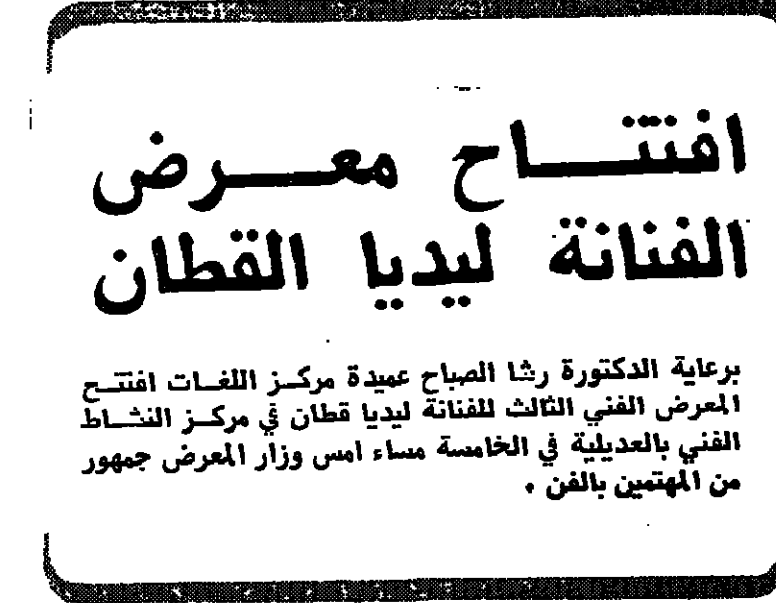 افتتاح معرض
الفنانة ليديا القطان
برعاية الدكتورة رشا الصباح عميدة مركز اللغات افتتح
المعرض الفني الثالث للفنانة ليديا قطان في مركز النشاط
الفني بالعديلية في الخامسة مساء امس وزار المعرض جمهور
من المهتمين بالفن .